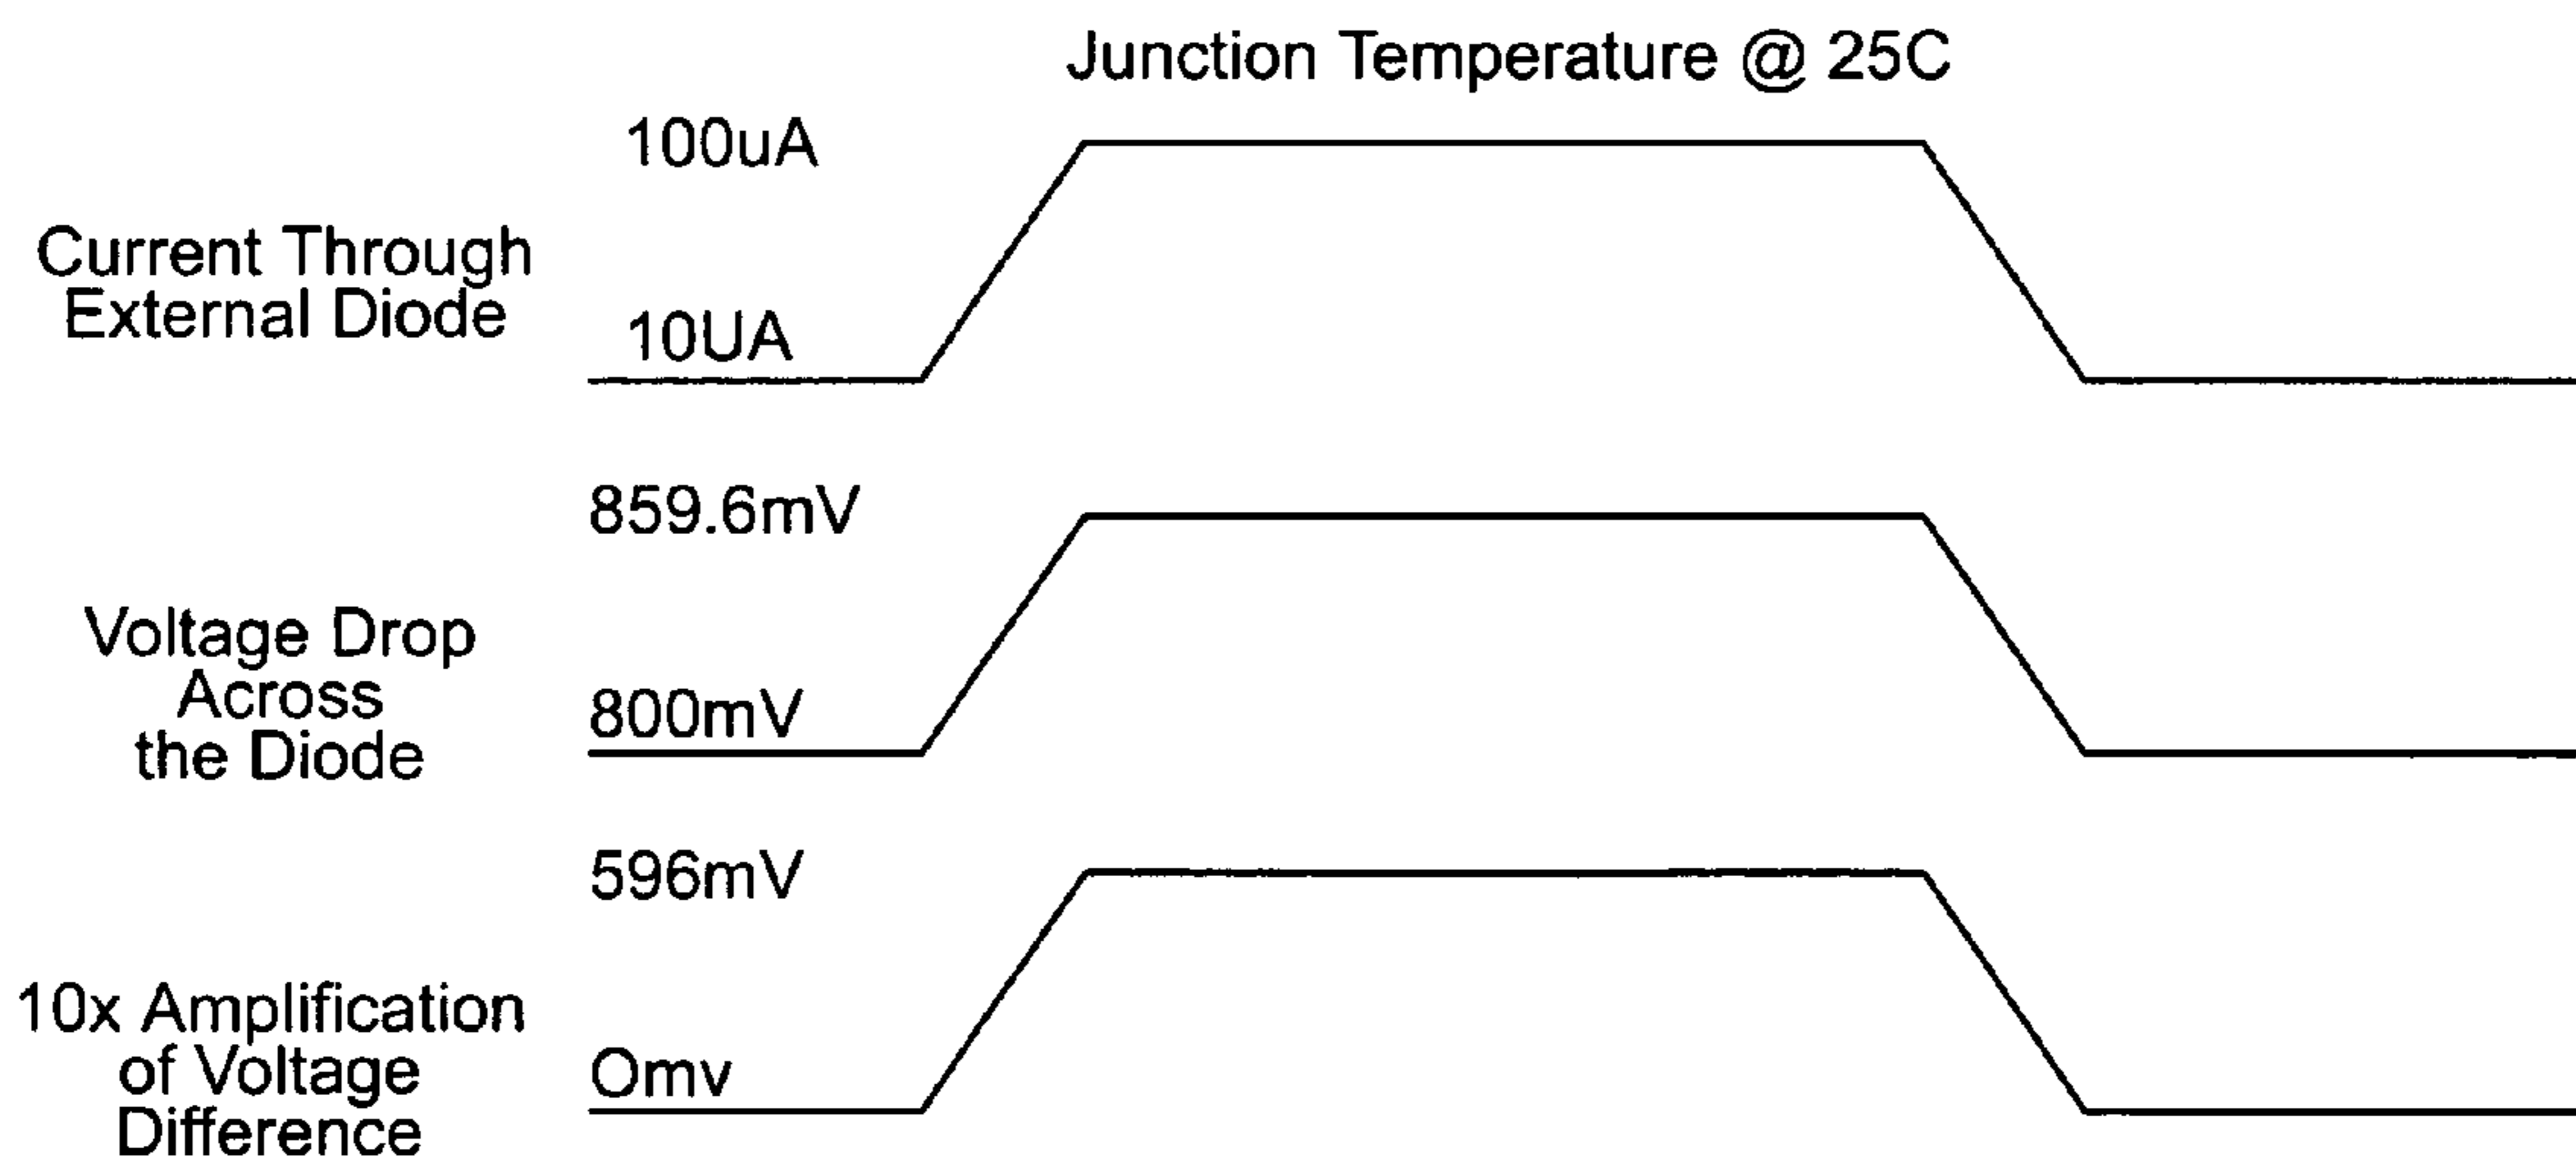 Junction Temperature @ 25C
100uA
Current Through
External Diode
10UA
859.6mV
Voltage Drop
Across
the Diode
800mV
596mV
10x Amplification
of Voltage
Difference
Omv